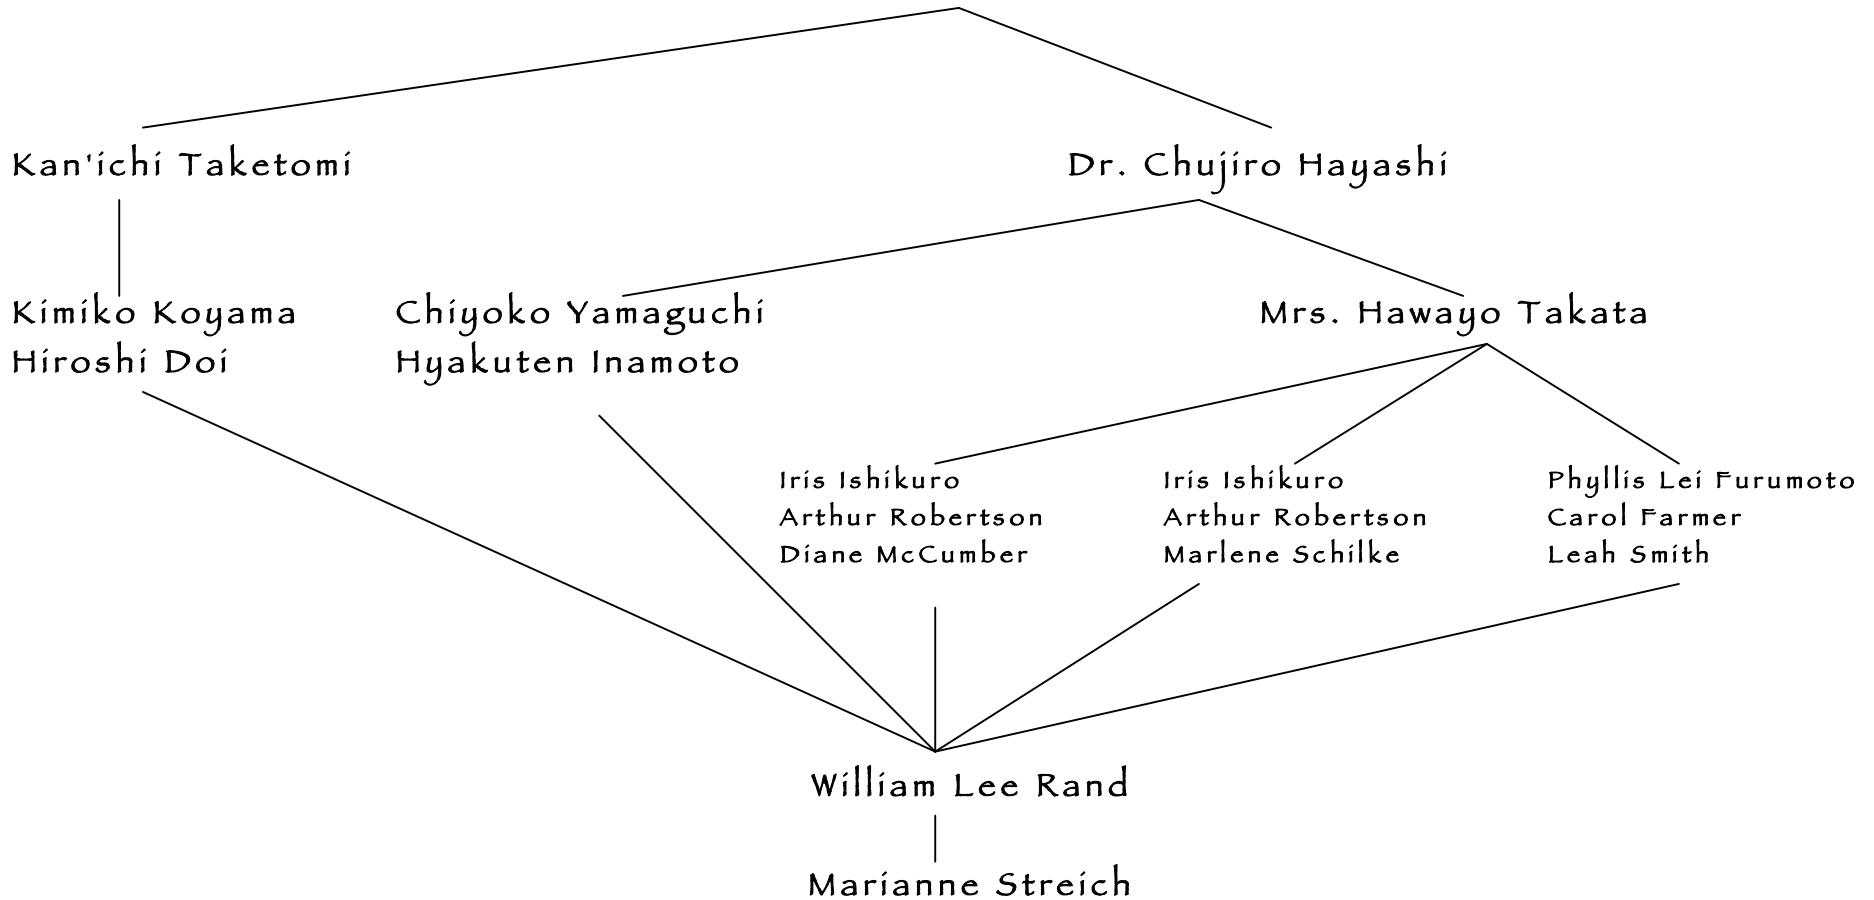 Kan'ichi Taketomi
Dr. Chujiro Hayashi
Kimiko Koyama
Hiroshi Doi
Chiyoko Yamaguchi
Hyakuten Inamoto
Mrs. Hawayo Takata
Iris Ishikuro
Arthur Robertson
Diane McCumber
Iris Ishikuro
Arthur Robertson
Marlene Schilke
Phyllis Lei Furumoto
Carol Farmer
Leah Smith
William Lee Rand
Marianne Streich